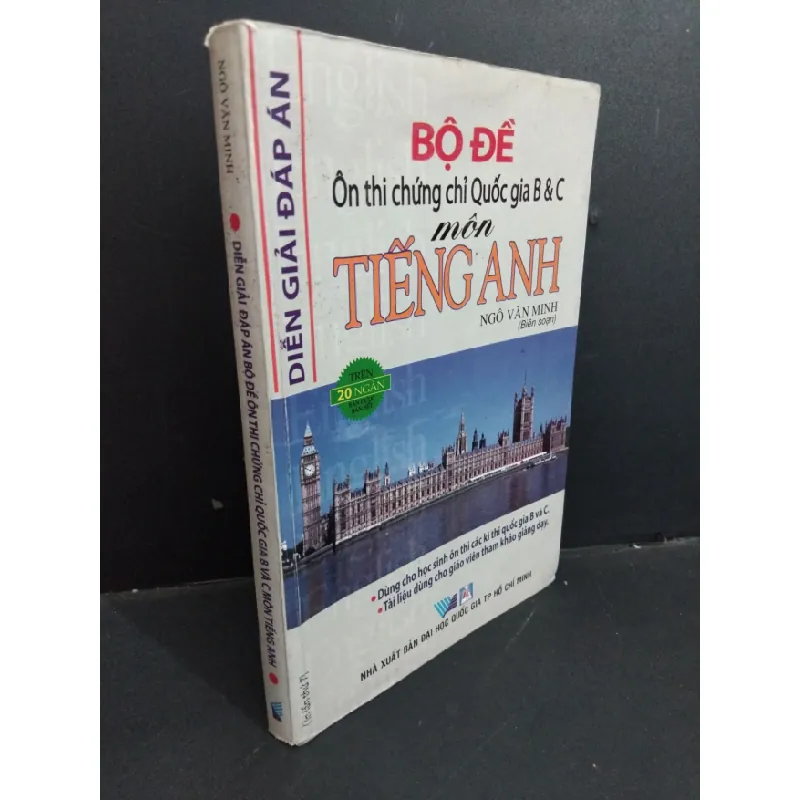 NGÔ VĂN MINH
DIỄN GIẢI ĐÁP ÁN BỘ ĐỀ ÔN THI CHỨNG CHỈ QUỐC GIA B VÀ C MÔN TIẾNG ANH
DIỄN GIẢI ĐÁP ÁN
BỘ ĐỀ
Ôn thi chứng chỉ Quốc gia B & C
môn
TIẾNG ANH
NGÔ VĂN MINH
(Biên soạn)
TRÊN
20 NGÀN
English
English
• Dùng cho học sinh ôn thi các kì thi quốc gia B và C.
• Tài liệu dùng cho giáo viên tham khảo giảng dạy.
NHÀ XUẤT BẢN ĐẠI HỌC QUỐC GIA TP HỒ CHÍ MINH